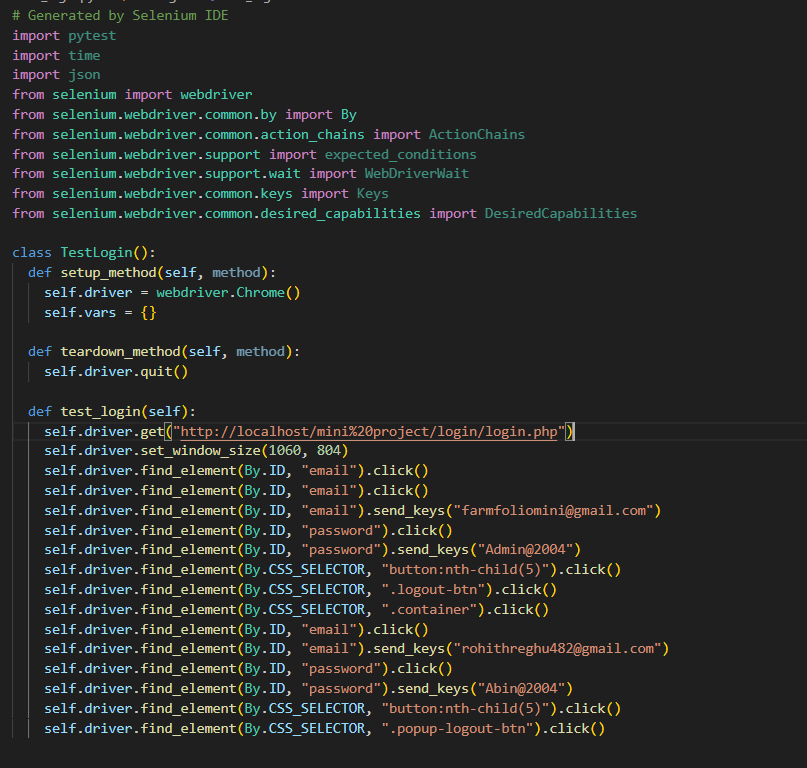 # Generated by Selenium IDE
import pytest
import time
import json
from selenium import webdriver
from selenium.webdriver.common.by import By
from selenium.webdriver.common.action_chains import ActionChains
from selenium.webdriver.support import expected_conditions
from selenium.webdriver.support.wait import WebDriverWait
from selenium.webdriver.common.keys import Keys
from selenium.webdriver.common.desired_capabilities import DesiredCapabilities

class TestLogin():
  def setup_method(self, method):
    self.driver = webdriver.Chrome()
    self.vars = {}

  def teardown_method(self, method):
    self.driver.quit()

  def test_login(self):
    self.driver.get("http://localhost/mini%20project/login/login.php")
    self.driver.set_window_size(1060, 804)
    self.driver.find_element(By.ID, "email").click()
    self.driver.find_element(By.ID, "email").click()
    self.driver.find_element(By.ID, "email").send_keys("farmfoliomini@gmail.com")
    self.driver.find_element(By.ID, "password").click()
    self.driver.find_element(By.ID, "password").send_keys("Admin@2004")
    self.driver.find_element(By.CSS_SELECTOR, "button:nth-child(5)").click()
    self.driver.find_element(By.CSS_SELECTOR, ".logout-btn").click()
    self.driver.find_element(By.CSS_SELECTOR, ".container").click()
    self.driver.find_element(By.ID, "email").click()
    self.driver.find_element(By.ID, "email").send_keys("rohithreghu482@gmail.com")
    self.driver.find_element(By.ID, "password").click()
    self.driver.find_element(By.ID, "password").send_keys("Abin@2004")
    self.driver.find_element(By.CSS_SELECTOR, "button:nth-child(5)").click()
    self.driver.find_element(By.CSS_SELECTOR, ".popup-logout-btn").click()